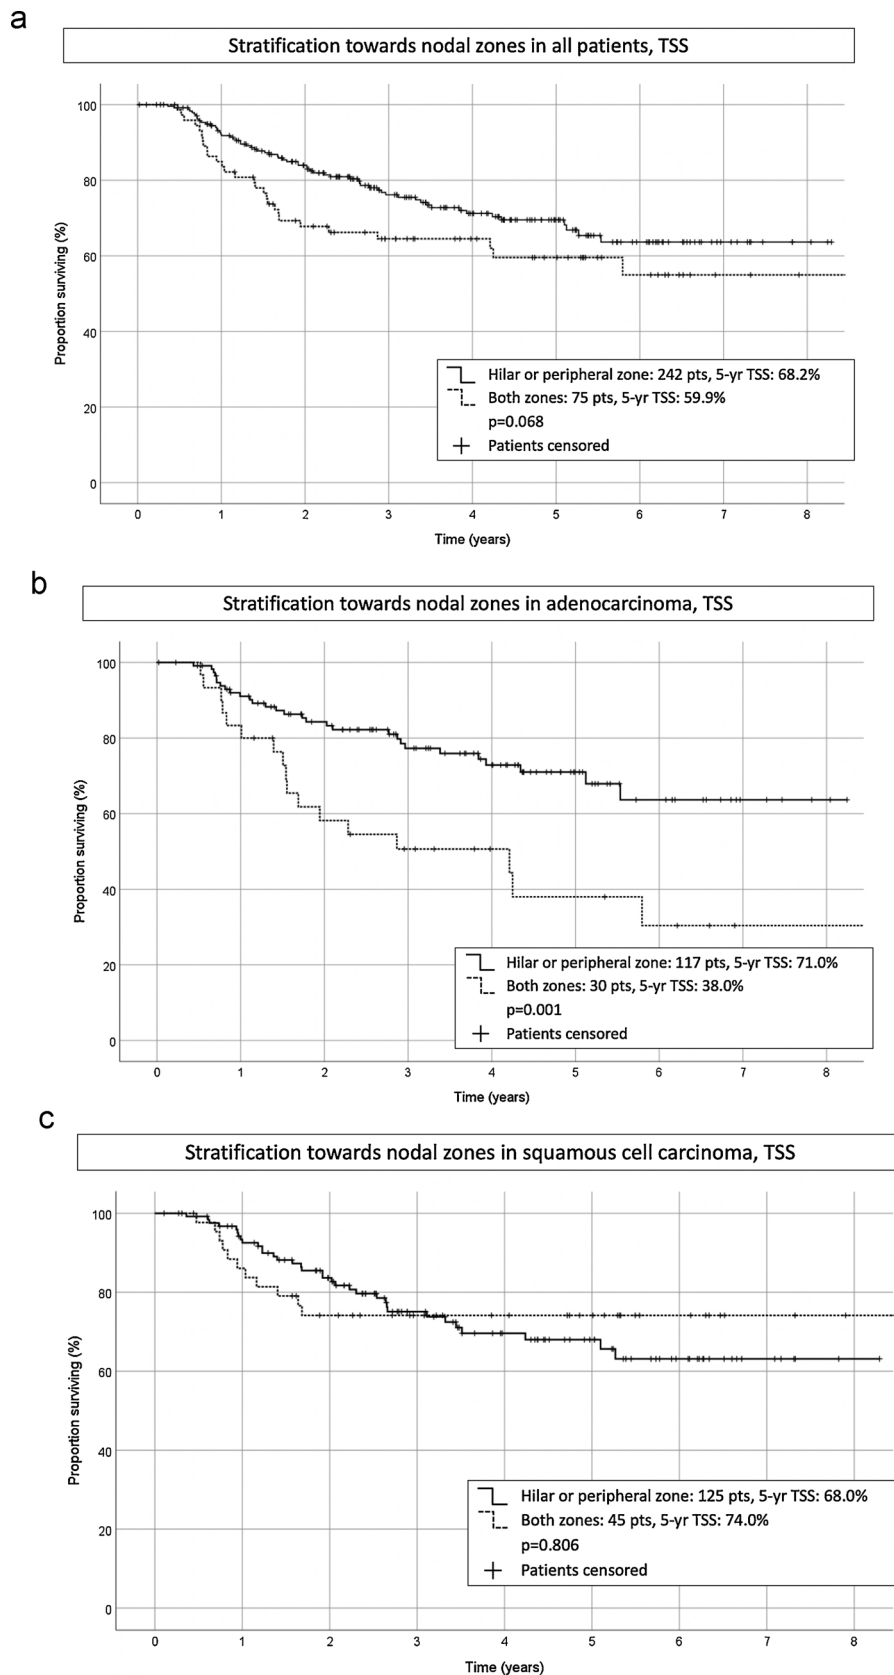 a
Stratification towards nodal zones in all patients, TSS
100
80
60
40
20
0
Proportion surviving (%)
Hilar or peripheral zone: 242 pts, 5-yr TSS: 68.2%
Both zones: 75 pts, 5-yr TSS: 59.9%
p=0.068
Patients censored
0 1 2 3 4 5 6 7 8
Time (years)
b
Stratification towards nodal zones in adenocarcinoma, TSS
100
80
60
40
20
0
Proportion surviving (%)
Hilar or peripheral zone: 117 pts, 5-yr TSS: 71.0%
Both zones: 30 pts, 5-yr TSS: 38.0%
p=0.001
Patients censored
0 1 2 3 4 5 6 7 8
Time (years)
c
Stratification towards nodal zones in squamous cell carcinoma, TSS
100
80
60
40
20
0
Proportion surviving (%)
Hilar or peripheral zone: 125 pts, 5-yr TSS: 68.0%
Both zones: 45 pts, 5-yr TSS: 74.0%
p=0.806
Patients censored
0 1 2 3 4 5 6 7 8
Time (years)